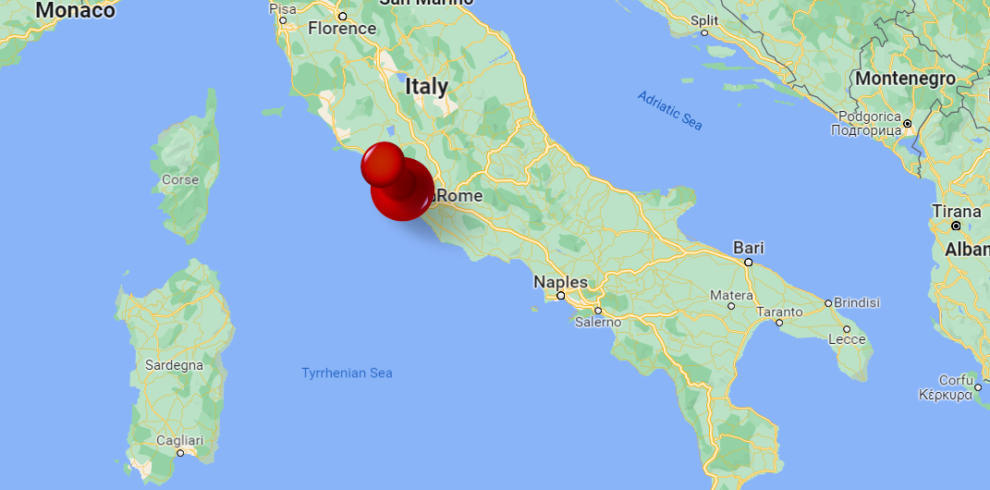 Monaco
San Marino
Pisa
Florence
Split
Italy
Montenegro
Adriatic Sea
Podgorica
Подгорица
Corse
Rome
Tirana
Alban
Bari
Naples
Matera
Brindisi
Salerno
Taranto
Lecce
Sardegna
Tyrrhenian Sea
Corfu
Κέρκυρα
Cagliari